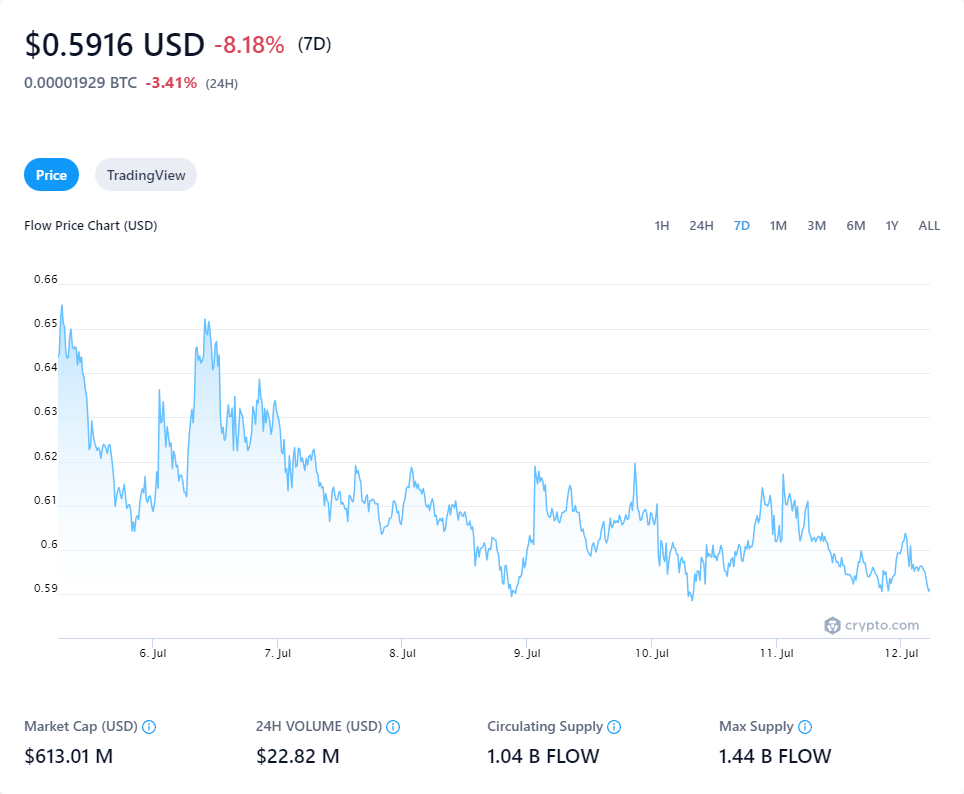 $0.5916 USD -8.18% (7D)
0.00001929 BTC -3.41% (24H)
Price TradingView
Flow Price Chart (USD) 1H 24H 7D 1M 3M 6M 1Y ALL
0.66
0.65
0.64
0.63
0.62
0.61
0.6
0.59
crypto.com
6. Jul 7. Jul 8. Jul 9. Jul 10. Jul 11. Jul 12. Jul
Market Cap (USD) 24H VOLUME (USD) Circulating Supply Max Supply
$613.01 M $22.82 M 1.04 B FLOW 1.44 B FLOW